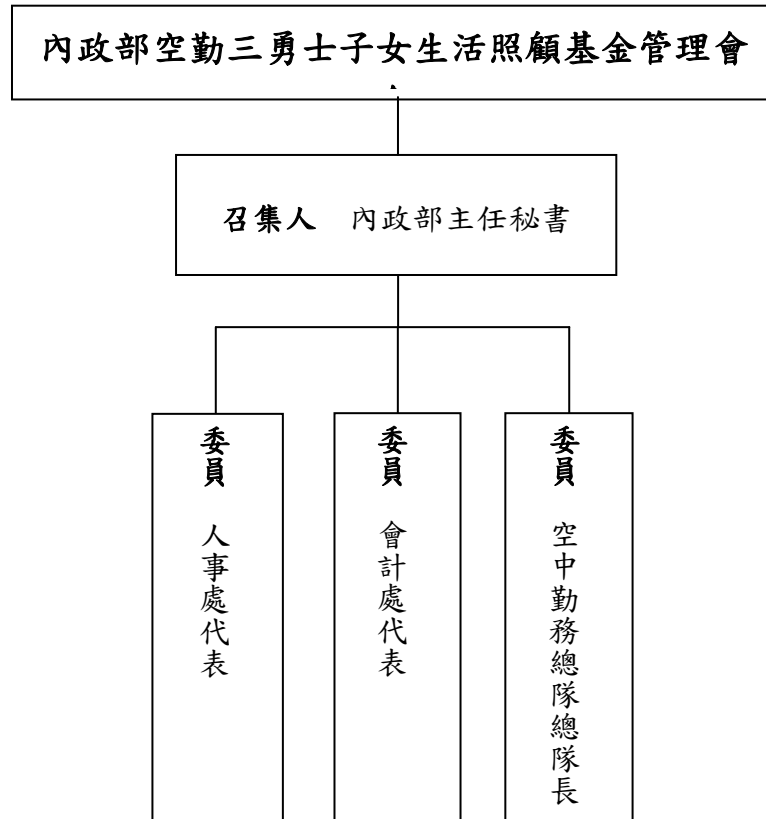 內政部空勤三勇士子女生活照顧基金管理會
召集人　內政部主任秘書
委員　人事處代表
委員　會計處代表
委員　空中勤務總隊總隊長